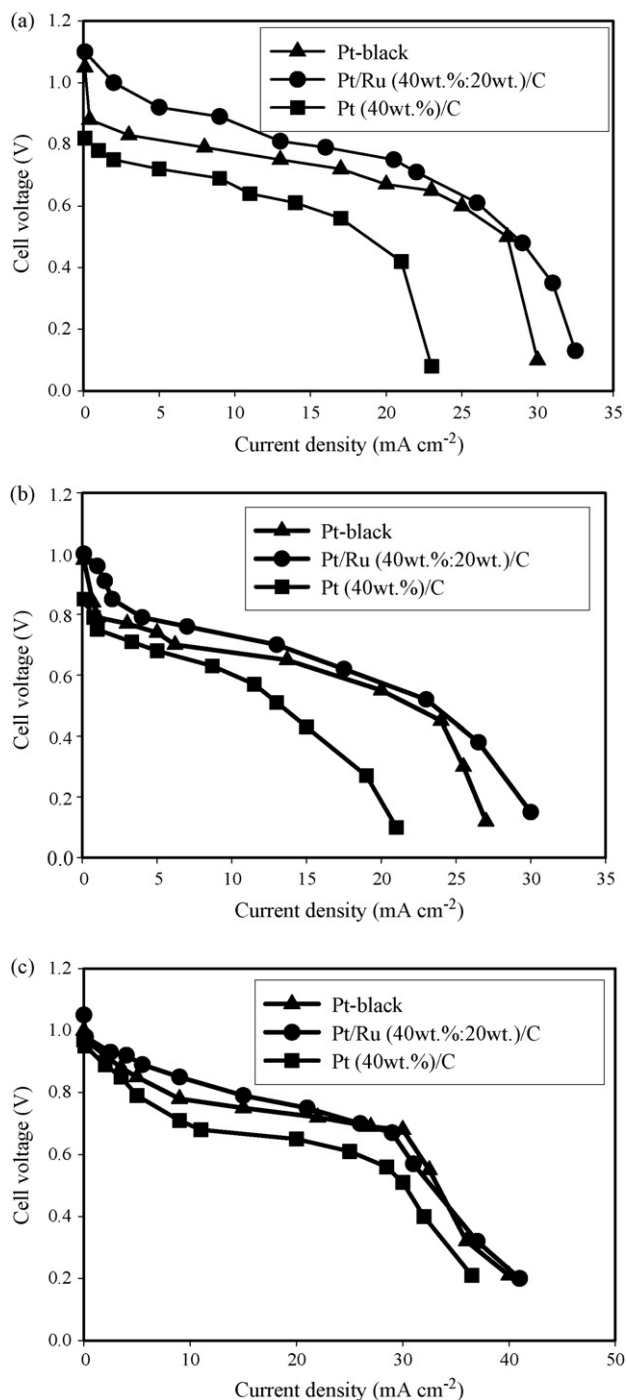 (a)
1.2
1.0
0.8
0.6
0.4
0.2
0.0
Cell voltage (V)
Pt-black
Pt/Ru (40wt.%:20wt.)/C
Pt (40wt.%)/C
0 5 10 15 20 25 30 35
Current density (mA cm⁻²)
(b)
1.2
1.0
0.8
0.6
0.4
0.2
0.0
Cell voltage (V)
Pt-black
Pt/Ru (40wt.%:20wt.)/C
Pt (40wt.%)/C
0 5 10 15 20 25 30 35
Current density (mA cm⁻²)
(c)
1.2
1.0
0.8
0.6
0.4
0.2
0.0
Cell voltage (V)
Pt-black
Pt/Ru (40wt.%:20wt.)/C
Pt (40wt.%)/C
0 10 20 30 40 50
Current density (mA cm⁻²)